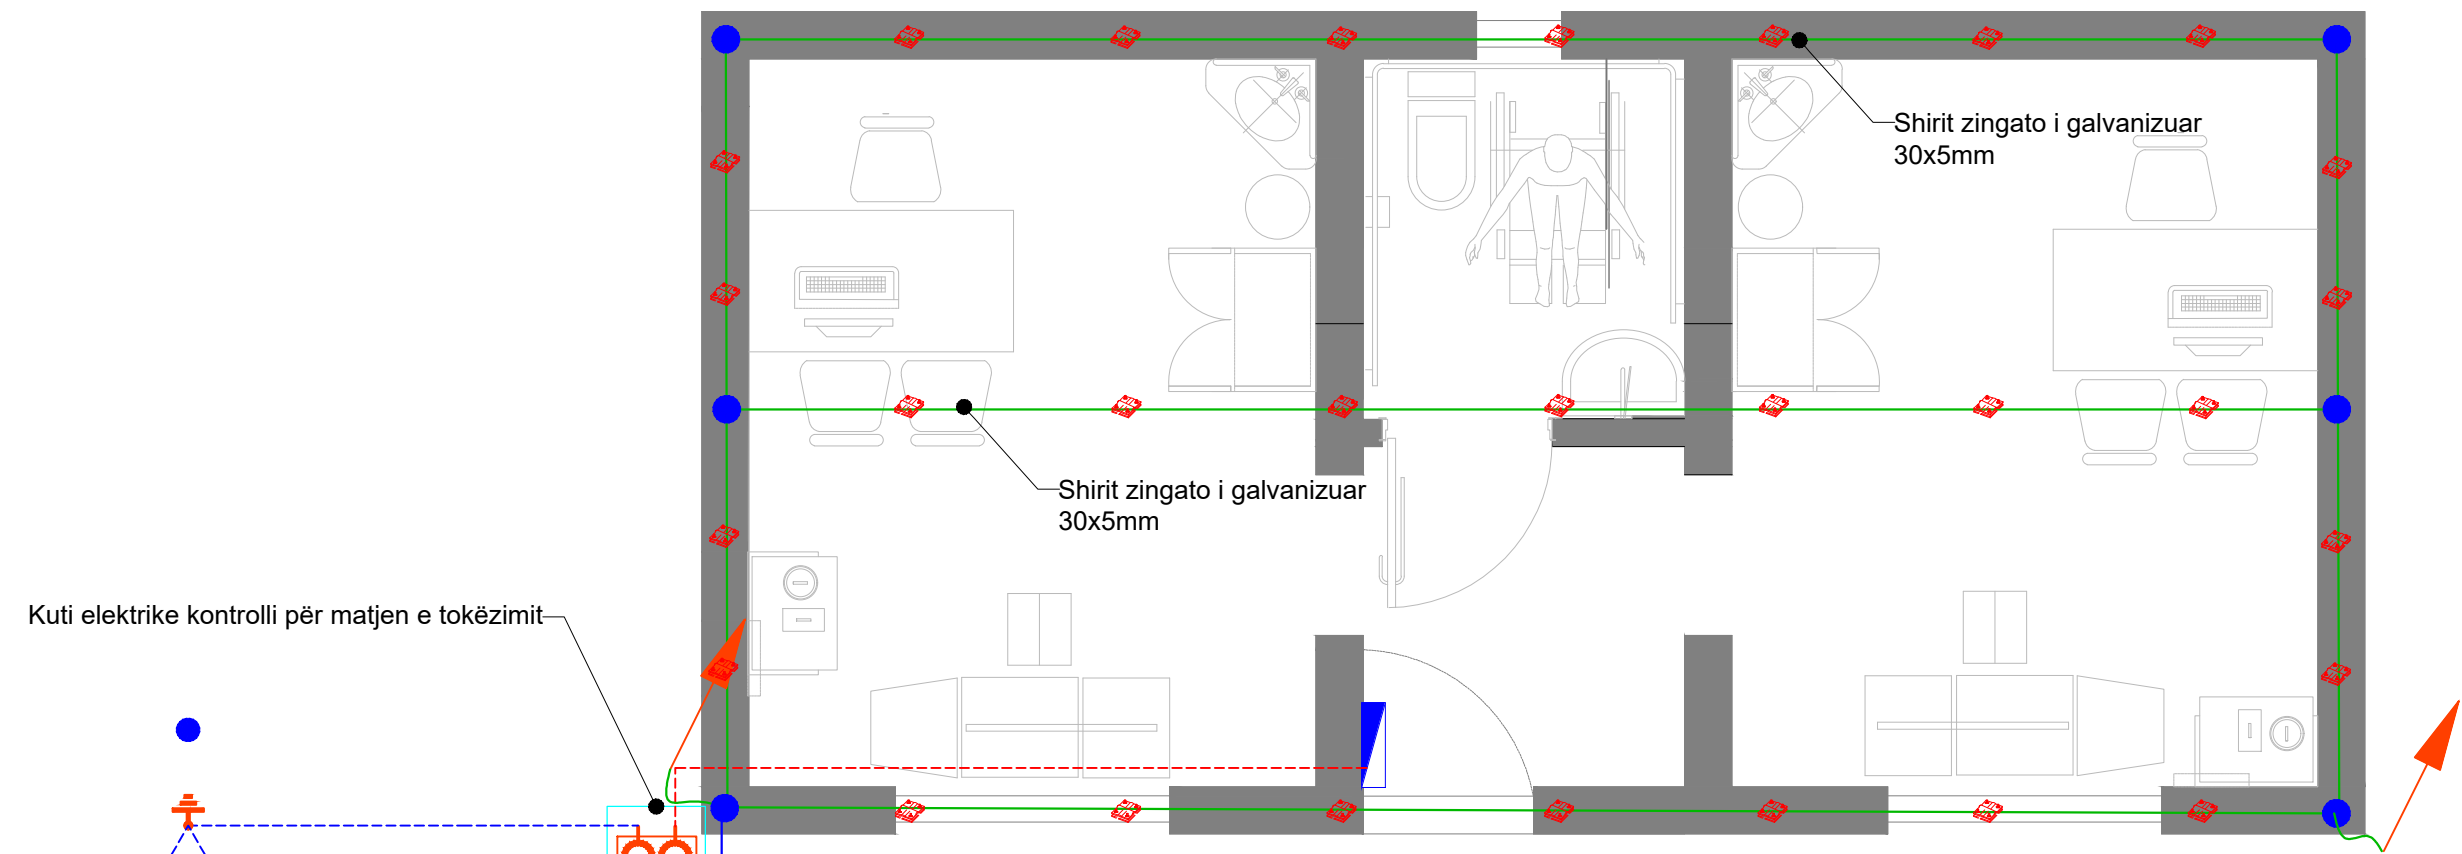 Shirit zingato i galvanizuar
30x5mm
Shirit zingato i galvanizuar
30x5mm
Kuti elektrike kontrolli për matjen e tokëzimit